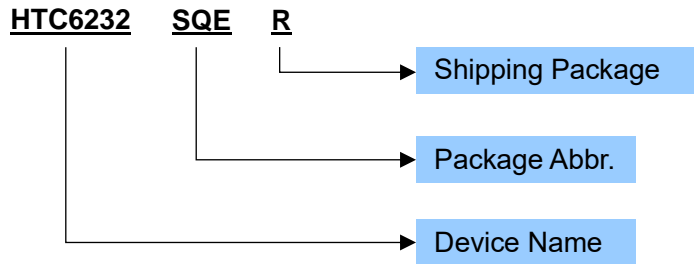 HTC6232 SQE R
Shipping Package
Package Abbr.
Device Name